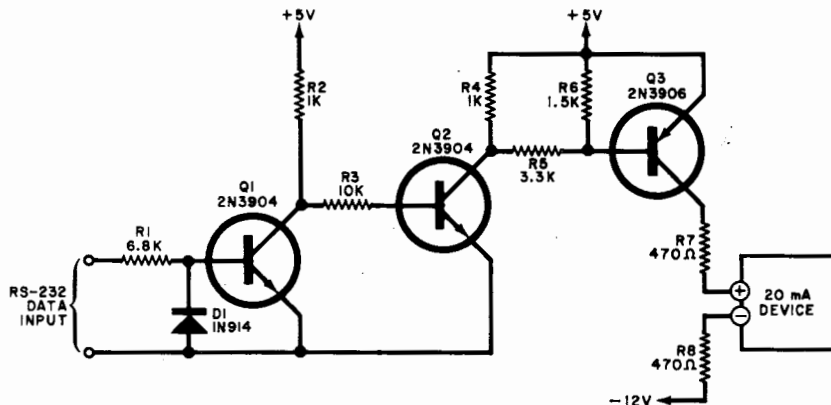 +5V
+5V
R2
1K
R4
1K
R6
1.5K
Q3
2N3906
Q2
2N3904
Q1
2N3904
R3
10K
R5
3.3K
R1
6.8K
RS-232
DATA
INPUT
D1
1N914
R7
470Ω
+
20 mA
DEVICE
−
R8
470Ω
−12V